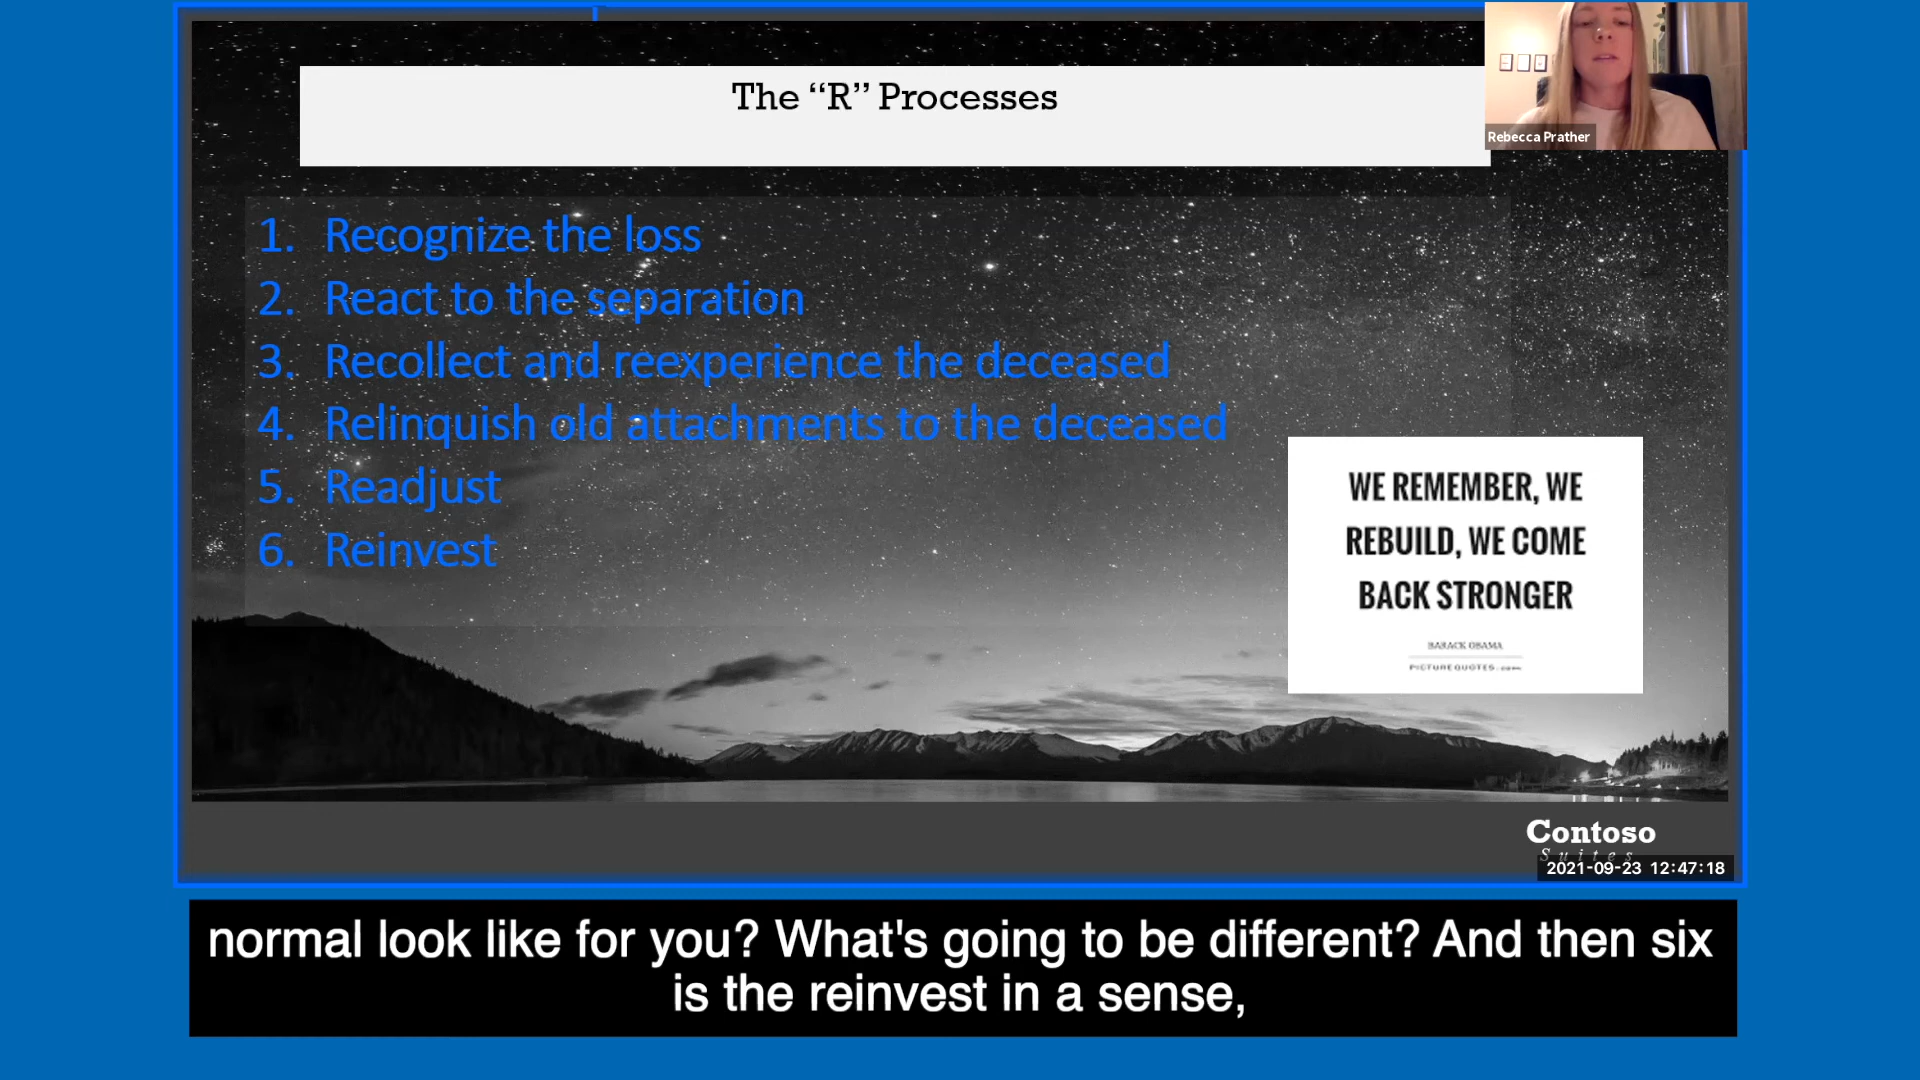 The “R” Processes
Rebecca Prather
1. Recognize the loss
2. React to the separation
3. Recollect and reexperience the deceased
4. Relinquish old attachments to the deceased
5. Readjust
6. Reinvest
WE REMEMBER, WE
REBUILD, WE COME
BACK STRONGER
BARACK OBAMA
PICTUREQUOTES.com
Contoso
Suites
2021-09-23 12:47:18
normal look like for you? What's going to be different? And then six
is the reinvest in a sense,